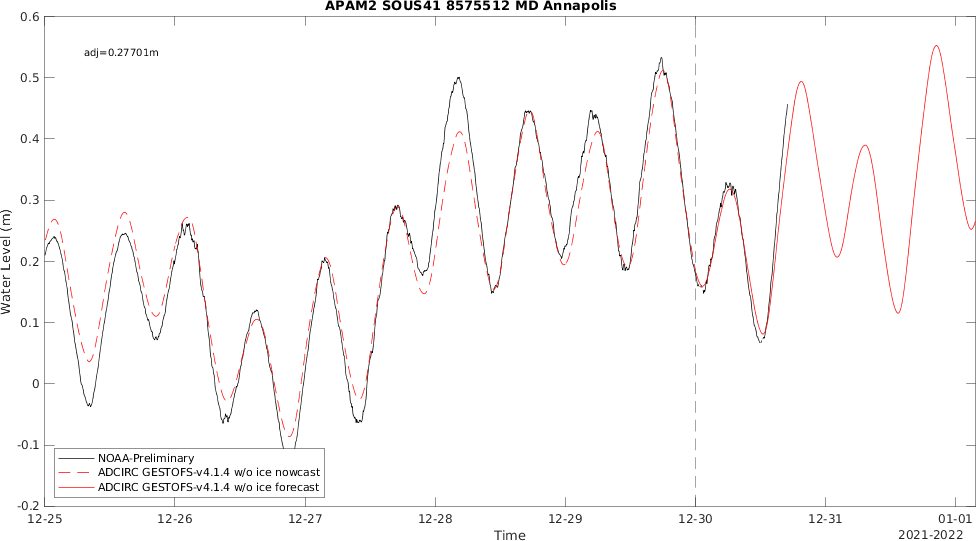 APAM2 SOUS41 8575512 MD Annapolis
adj=0.27701m
Water Level (m)
0.6
0.5
0.4
0.3
0.2
0.1
0
-0.1
-0.2
NOAA-Preliminary
ADCIRC GESTOFS-v4.1.4 w/o ice nowcast
ADCIRC GESTOFS-v4.1.4 w/o ice forecast
12-25 12-26 12-27 12-28 12-29 12-30 12-31 01-01
Time
2021-2022